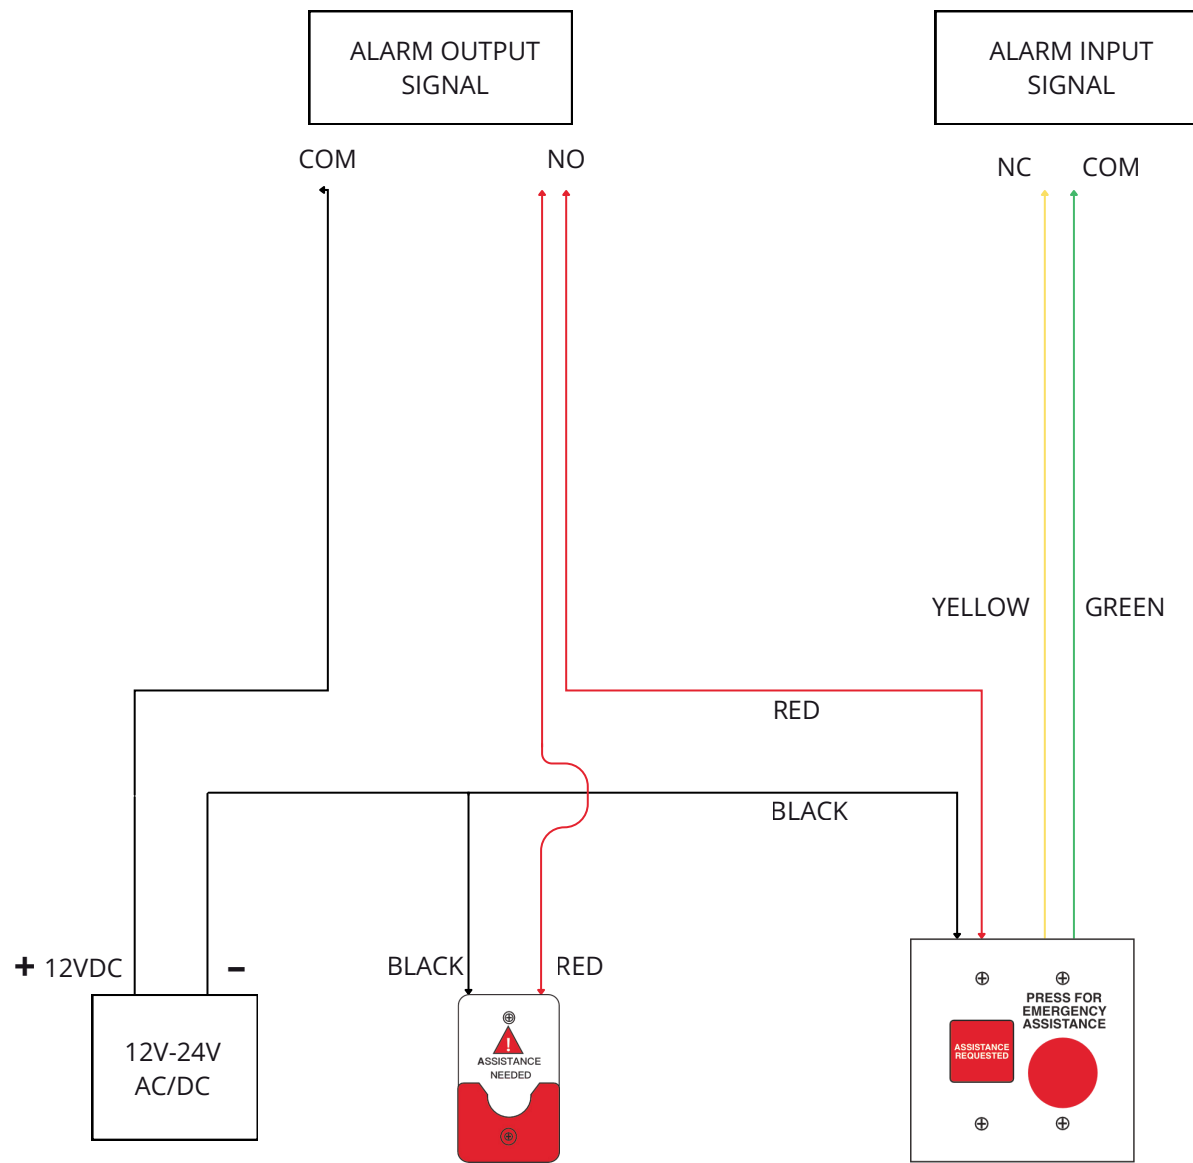 ALARM OUTPUT
SIGNAL
ALARM INPUT
SIGNAL
COM
NO
NC
COM
YELLOW
GREEN
RED
BLACK
+ 12VDC
-
BLACK
RED
12V-24V
AC/DC
!
ASSISTANCE
NEEDED
PRESS FOR
EMERGENCY
ASSISTANCE
ASSISTANCE
REQUESTED